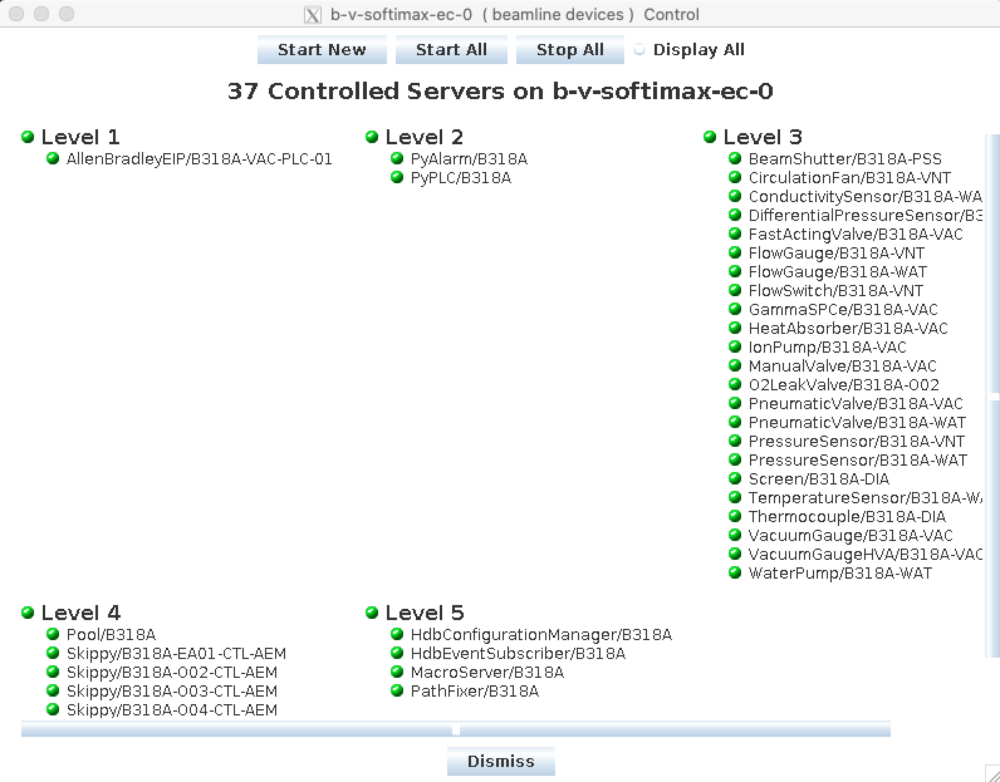 b-v-softimax-ec-0 ( beamline devices ) Control
Start New Start All Stop All Display All
37 Controlled Servers on b-v-softimax-ec-0
Level 1
AllenBradleyEIP/B318A-VAC-PLC-01
Level 2
PyAlarm/B318A
PyPLC/B318A
Level 3
BeamShutter/B318A-PSS
CirculationFan/B318A-VNT
ConductivitySensor/B318A-WA
DifferentialPressureSensor/B3
FastActingValve/B318A-VAC
FlowGauge/B318A-VNT
FlowGauge/B318A-WAT
FlowSwitch/B318A-VNT
GammaSPCe/B318A-VAC
HeatAbsorber/B318A-VAC
IonPump/B318A-VAC
ManualValve/B318A-VAC
O2LeakValve/B318A-O02
PneumaticValve/B318A-VAC
PneumaticValve/B318A-WAT
PressureSensor/B318A-VNT
PressureSensor/B318A-WAT
Screen/B318A-DIA
TemperatureSensor/B318A-WA
Thermocouple/B318A-DIA
VacuumGauge/B318A-VAC
VacuumGaugeHVA/B318A-VAC
WaterPump/B318A-WAT
Level 4
Pool/B318A
Skippy/B318A-EA01-CTL-AEM
Skippy/B318A-O02-CTL-AEM
Skippy/B318A-O03-CTL-AEM
Skippy/B318A-O04-CTL-AEM
Level 5
HdbConfigurationManager/B318A
HdbEventSubscriber/B318A
MacroServer/B318A
PathFixer/B318A
Dismiss